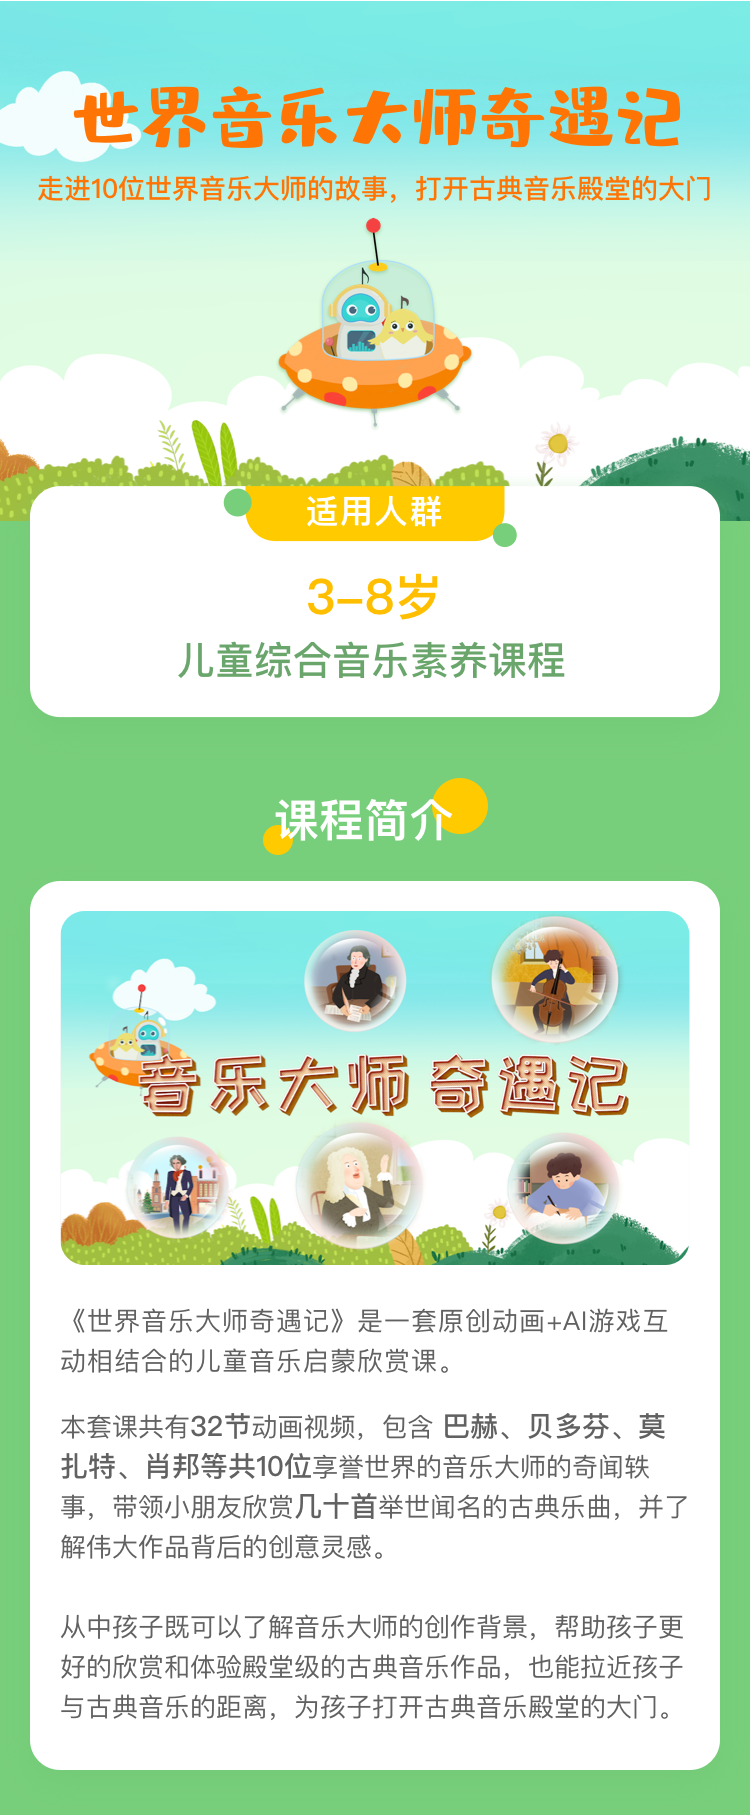 世界音乐大师奇遇记
走进10位世界音乐大师的故事，打开古典音乐殿堂的大门
适用人群
3-8岁
儿童综合音乐素养课程
课程简介
音乐大师 奇遇记
《世界音乐大师奇遇记》是一套原创动画+AI游戏互
动相结合的儿童音乐启蒙欣赏课。
本套课共有32节动画视频，包含 巴赫、贝多芬、莫
扎特、肖邦等共10位享誉世界的音乐大师的奇闻轶
事，带领小朋友欣赏几十首举世闻名的古典乐曲，并了
解伟大作品背后的创意灵感。
从中孩子既可以了解音乐大师的创作背景，帮助孩子更
好的欣赏和体验殿堂级的古典音乐作品，也能拉近孩子
与古典音乐的距离，为孩子打开古典音乐殿堂的大门。